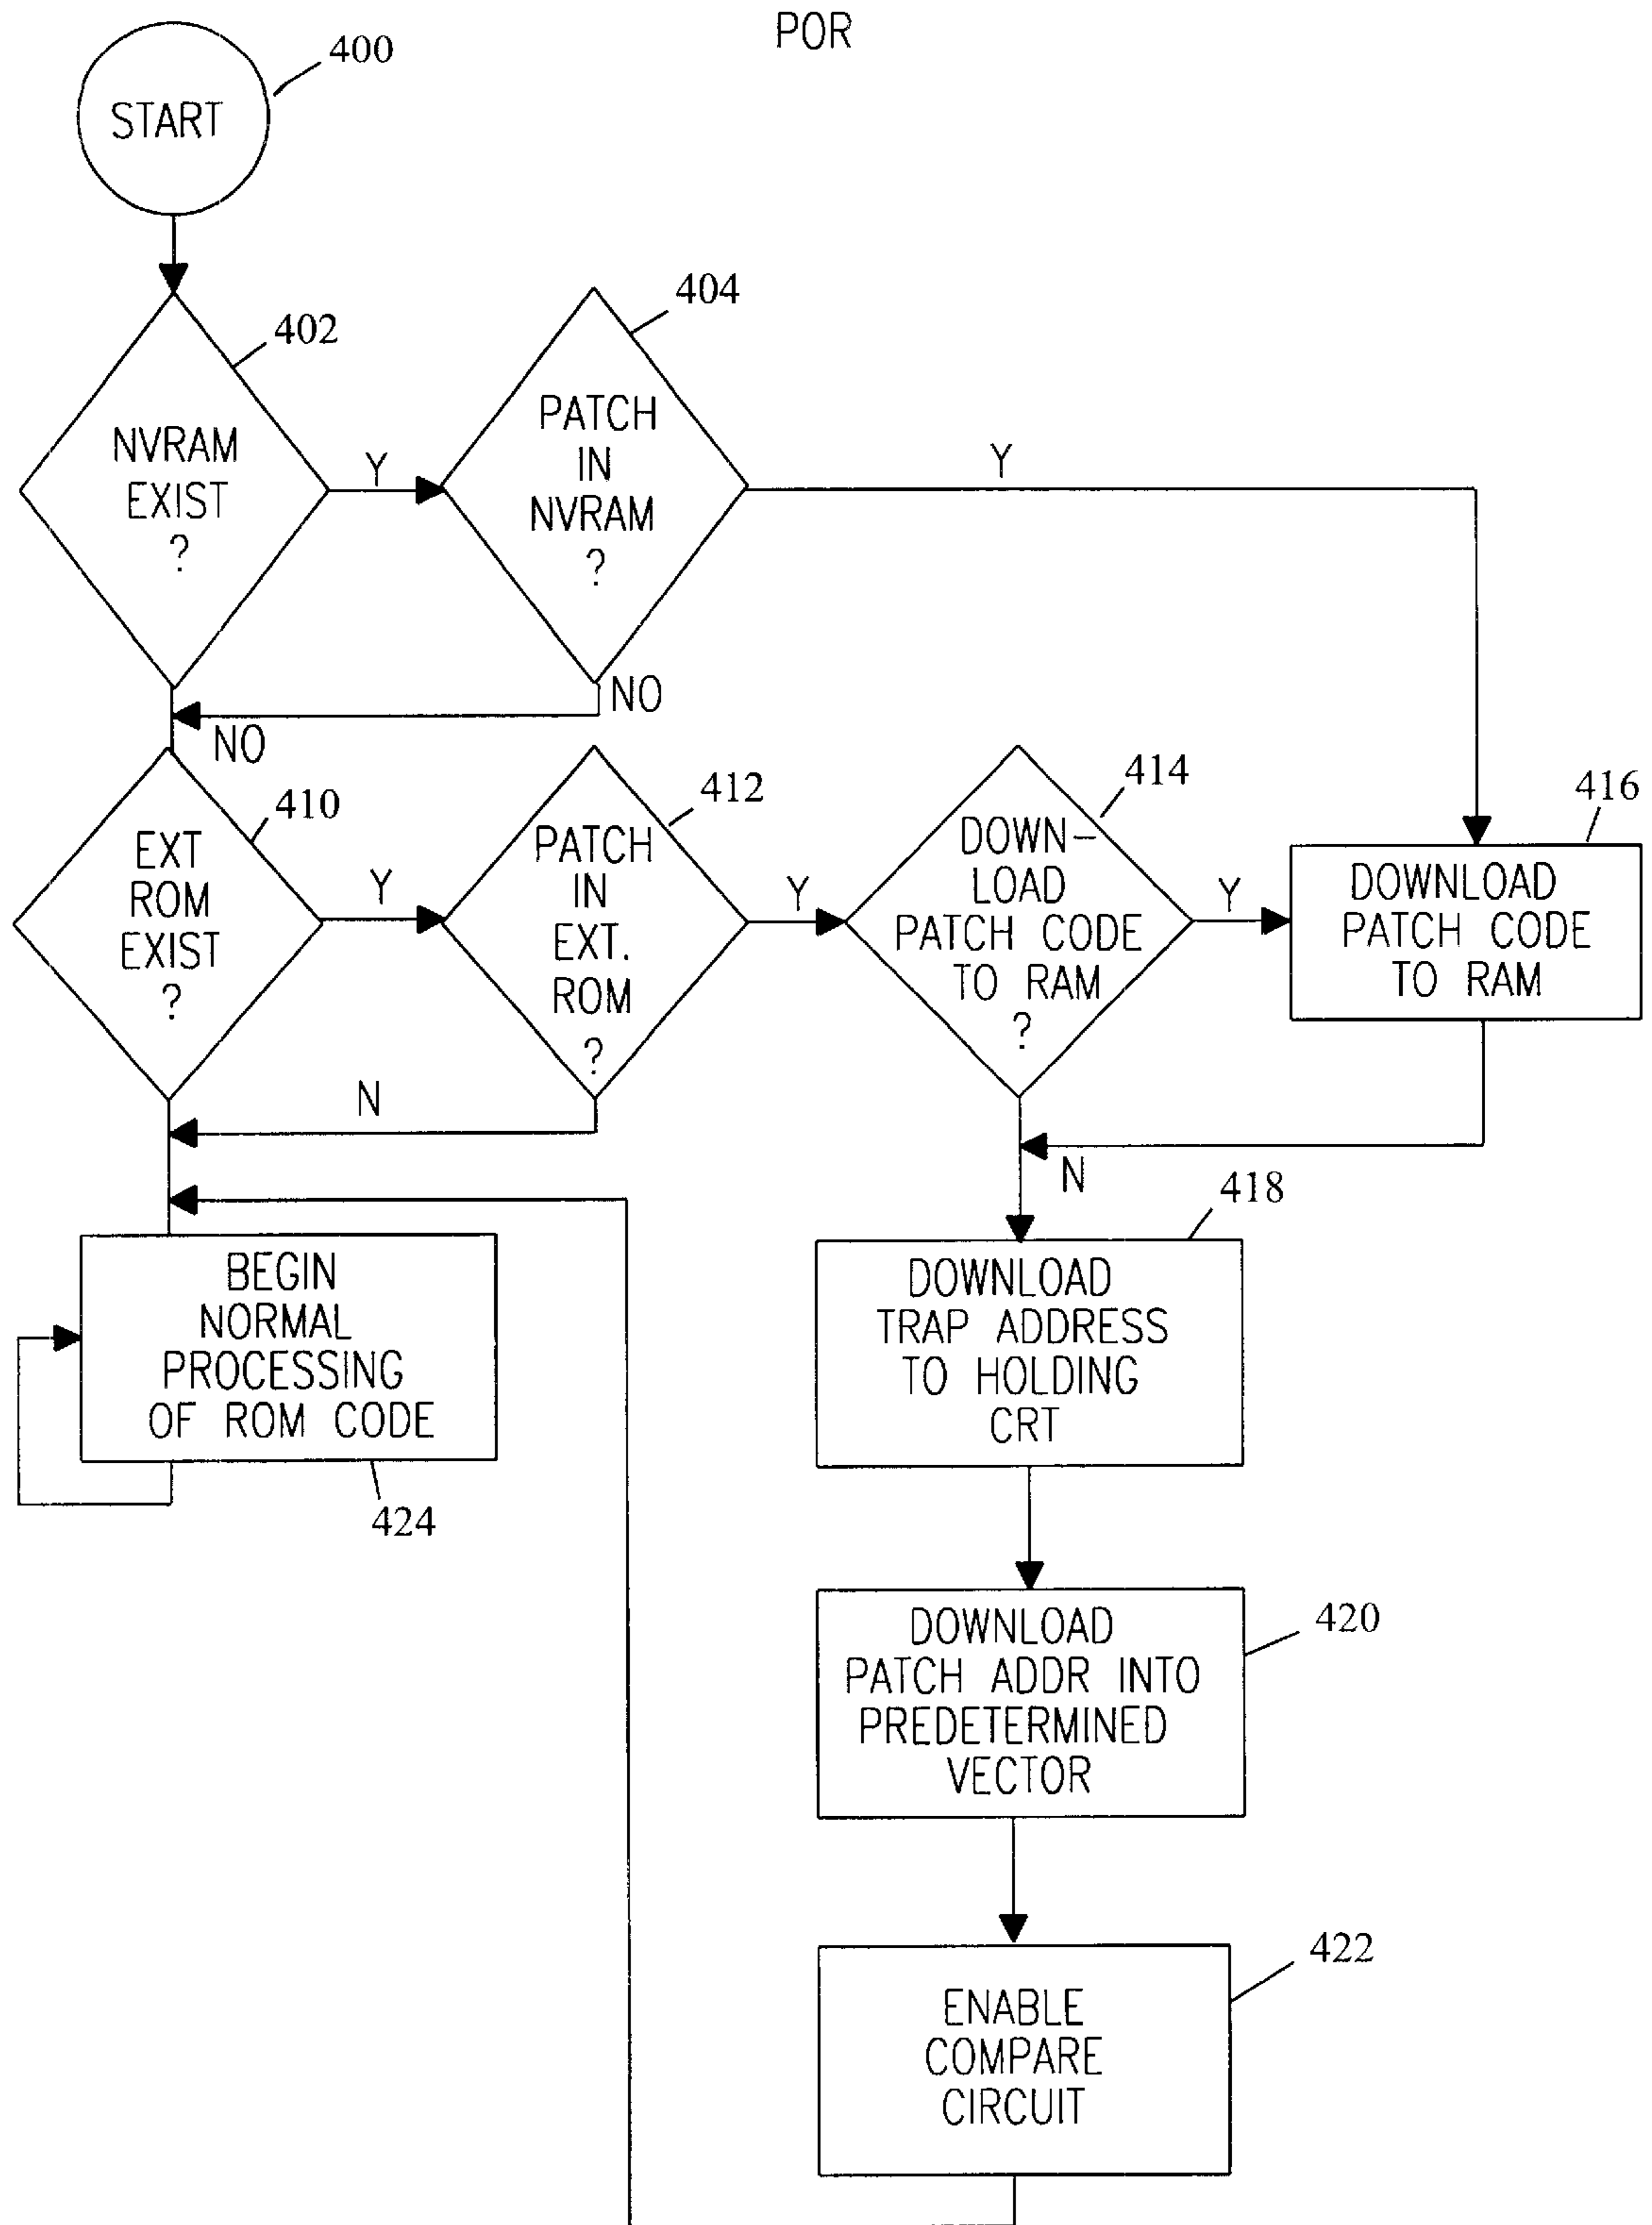 POR
400
START
402
NVRAM
EXIST
?
Y
404
PATCH
IN
NVRAM
?
Y
NO
NO
410
EXT
ROM
EXIST
?
Y
412
PATCH
IN
EXT.
ROM
?
Y
414
DOWN-
LOAD
PATCH CODE
TO RAM
?
Y
416
DOWNLOAD
PATCH CODE
TO RAM
N
N
418
DOWNLOAD
TRAP ADDRESS
TO HOLDING
CRT
BEGIN
NORMAL
PROCESSING
OF ROM CODE
424
420
DOWNLOAD
PATCH ADDR INTO
PREDETERMINED
VECTOR
422
ENABLE
COMPARE
CIRCUIT